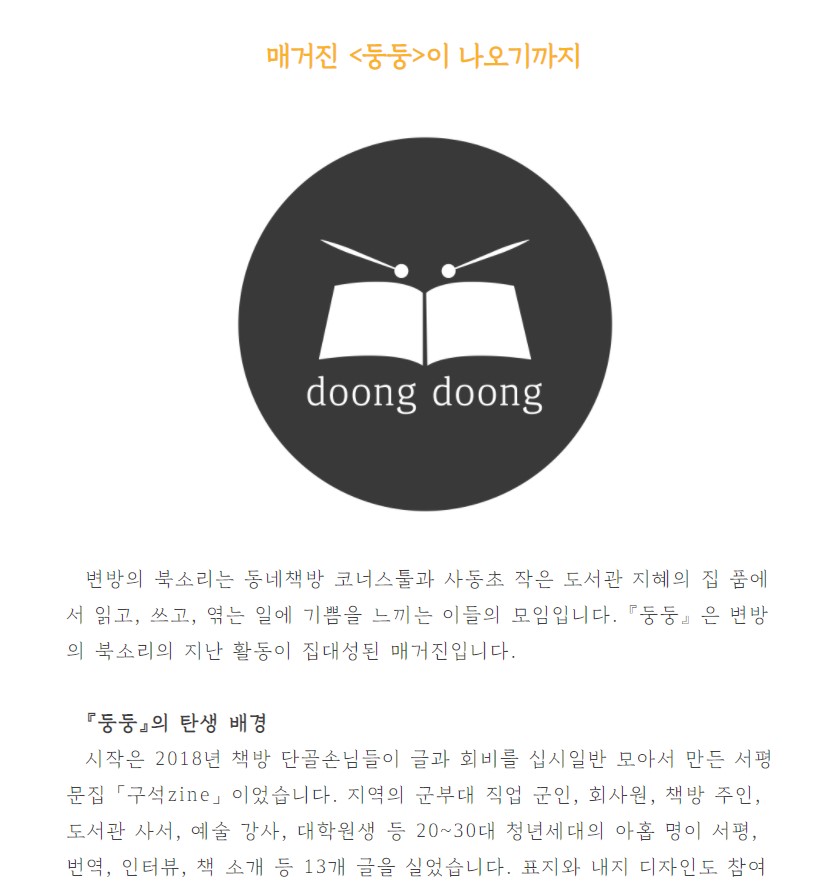 매거진 <둥둥>이 나오기까지
doong doong
변방의 북소리는 동네책방 코너스툴과 사동초 작은 도서관 지혜의 집 품에
서 읽고, 쓰고, 엮는 일에 기쁨을 느끼는 이들의 모임입니다. 『둥둥』 은 변방
의 북소리의 지난 활동이 집대성된 매거진입니다.
『둥둥』의 탄생 배경
시작은 2018년 책방 단골손님들이 글과 회비를 십시일반 모아서 만든 서평
문집 「구석zine」 이었습니다. 지역의 군부대 직업 군인, 회사원, 책방 주인,
도서관 사서, 예술 강사, 대학원생 등 20~30대 청년세대의 아홉 명이 서평,
번역, 인터뷰, 책 소개 등 13개 글을 실었습니다. 표지와 내지 디자인도 참여